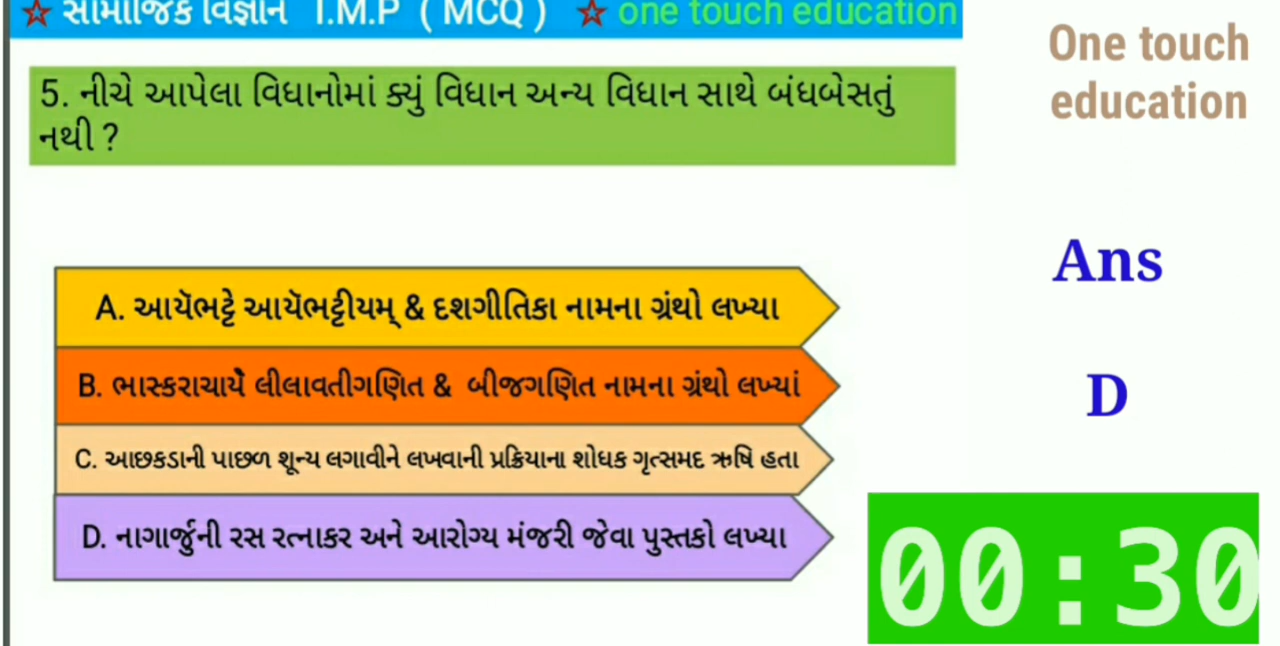 ☆ સામાજિક વિજ્ઞાન I.M.P ( MCQ ) ☆ one touch education
One touch
education
5. નીચે આપેલા વિધાનોમાં ક્યું વિધાન અન્ય વિધાન સાથે બંધબેસતું
નથી ?
A. આર્યભટ્ટે આર્યભટ્ટીયમ્ & દશગીતિકા નામના ગ્રંથો લખ્યા
B. ભાસ્કરાચાર્યે લીલાવતીગણિત & બીજગણિત નામના ગ્રંથો લખ્યાં
C. આછકડાની પાછળ શૂન્ય લગાવીને લખવાની પ્રક્રિયાના શોધક ગૃત્સમદ ઋષિ હતા
D. નાગાર્જુની રસ રત્નાકર અને આરોગ્ય મંજરી જેવા પુસ્તકો લખ્યા
Ans
D
00:30